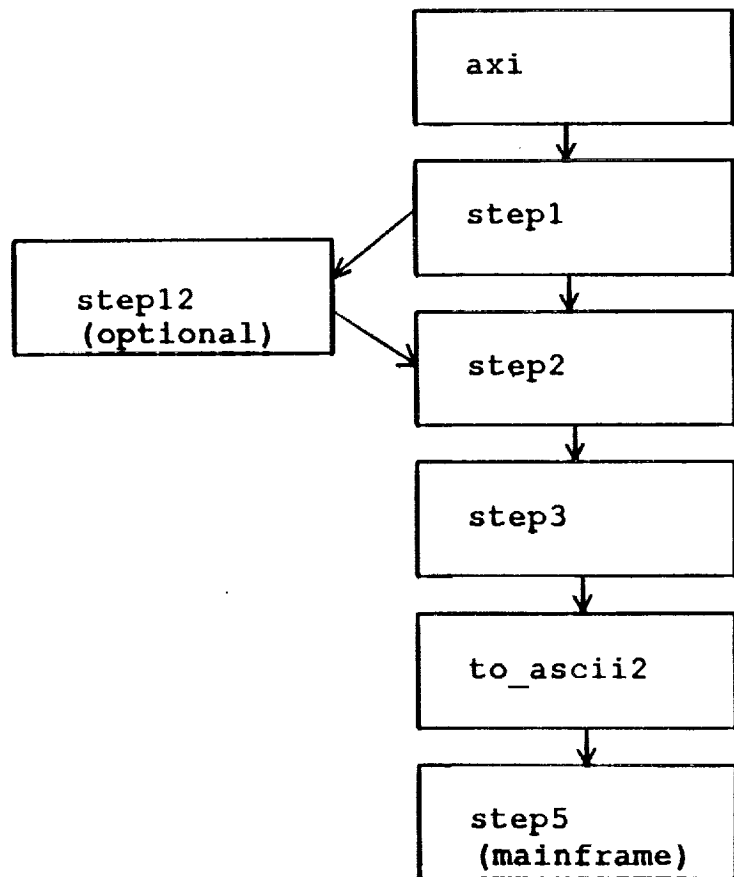 axi
step1
step12
(optional)
step2
step3
to_ascii2
step5
(mainframe)